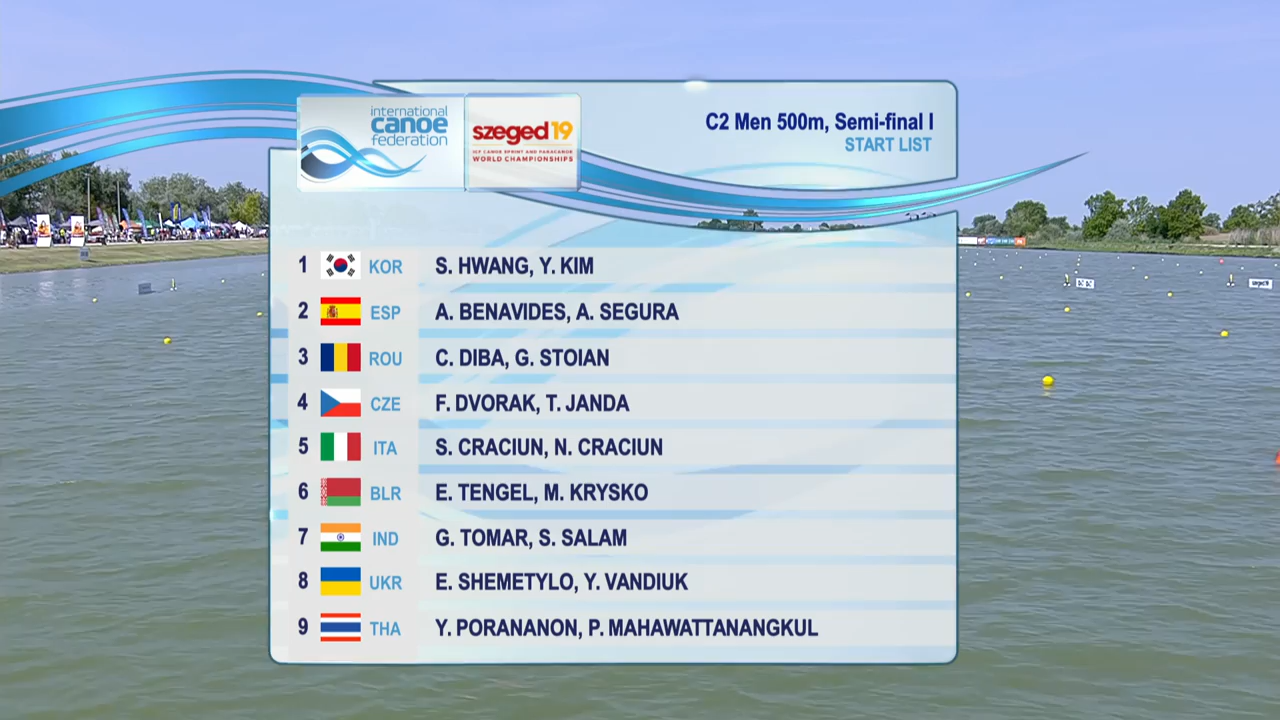 international
canoe
federation
szeged19
ICF CANOE SPRINT AND PARACANOE
WORLD CHAMPIONSHIPS
C2 Men 500m, Semi-final I
START LIST
1 KOR S. HWANG, Y. KIM
2 ESP A. BENAVIDES, A. SEGURA
3 ROU C. DIBA, G. STOIAN
4 CZE F. DVORAK, T. JANDA
5 ITA S. CRACIUN, N. CRACIUN
6 BLR E. TENGEL, M. KRYSKO
7 IND G. TOMAR, S. SALAM
8 UKR E. SHEMETYLO, Y. VANDIUK
9 THA Y. PORANANON, P. MAHAWATTANANGKUL